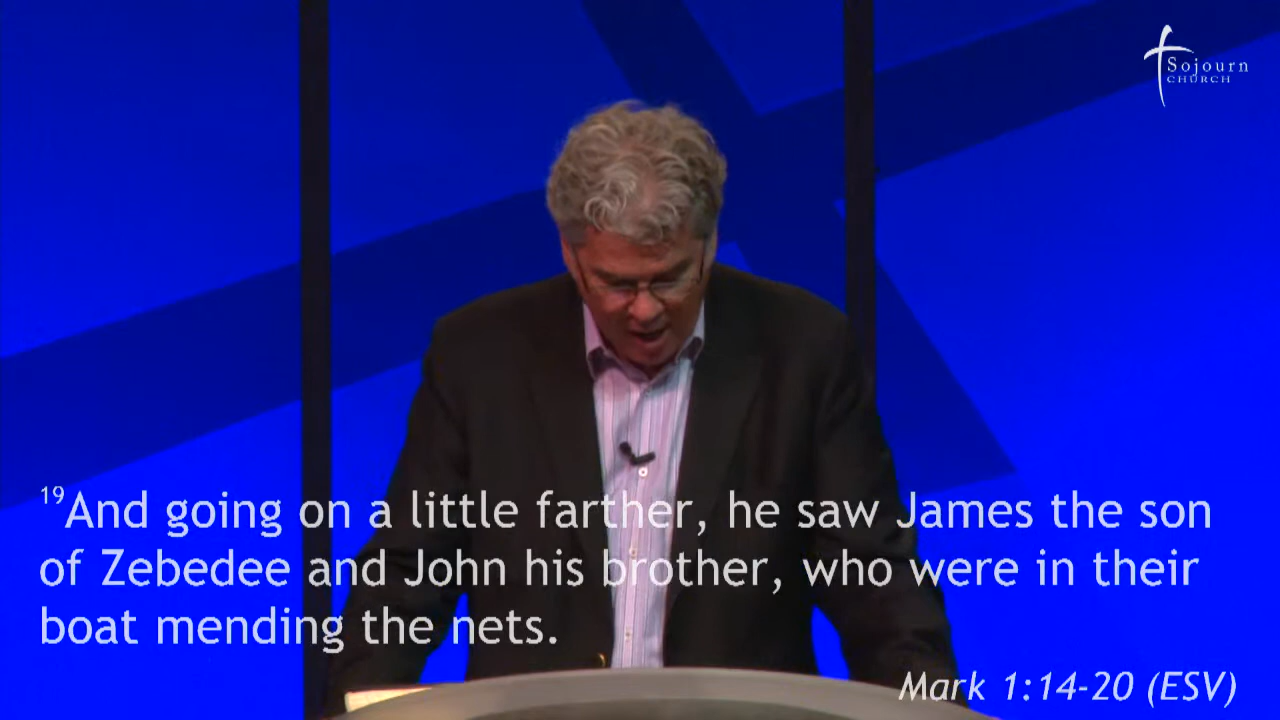 Sojourn
CHURCH
¹⁹And going on a little farther, he saw James the son
of Zebedee and John his brother, who were in their
boat mending the nets.
Mark 1:14-20 (ESV)